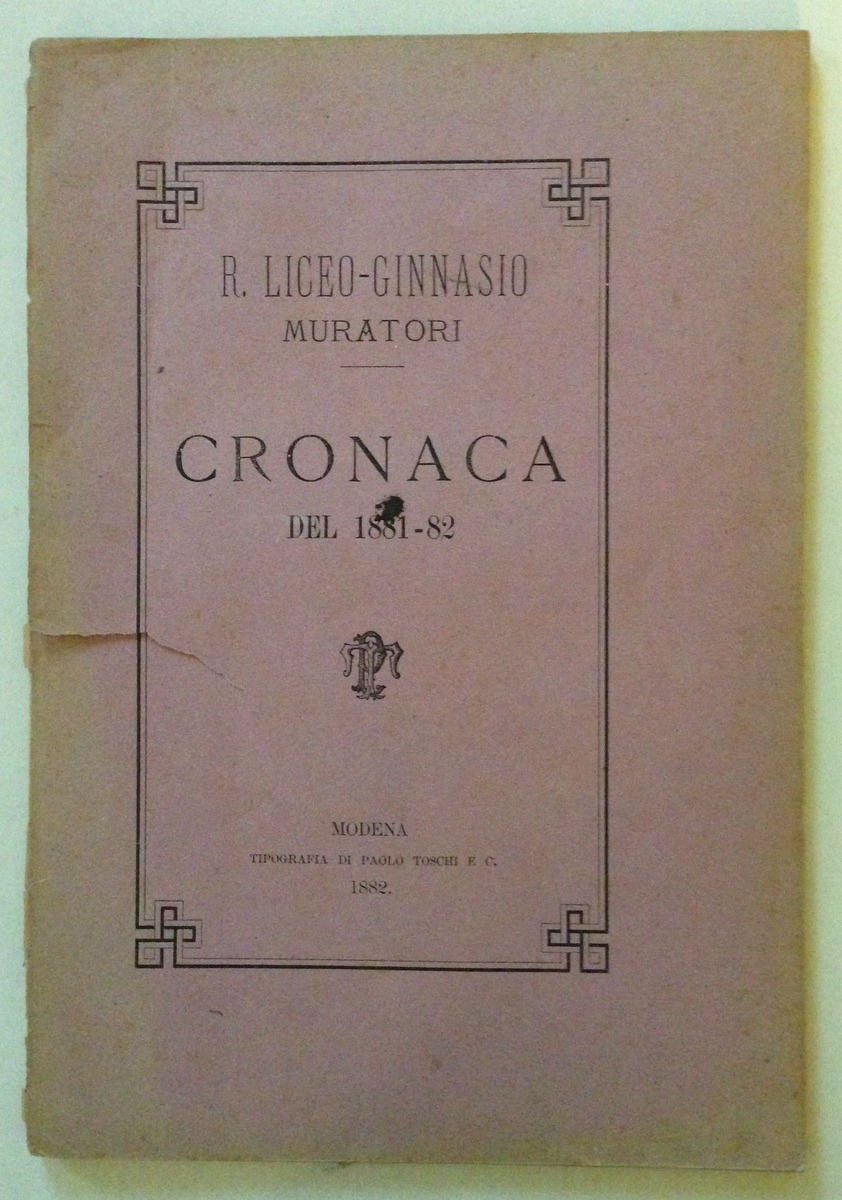 R. LICEO-GINNASIO
MURATORI
CRONACA
DEL 1881-82
MODENA
TIPOGRAFIA DI PAOLO TOSCHI E C.
1882.